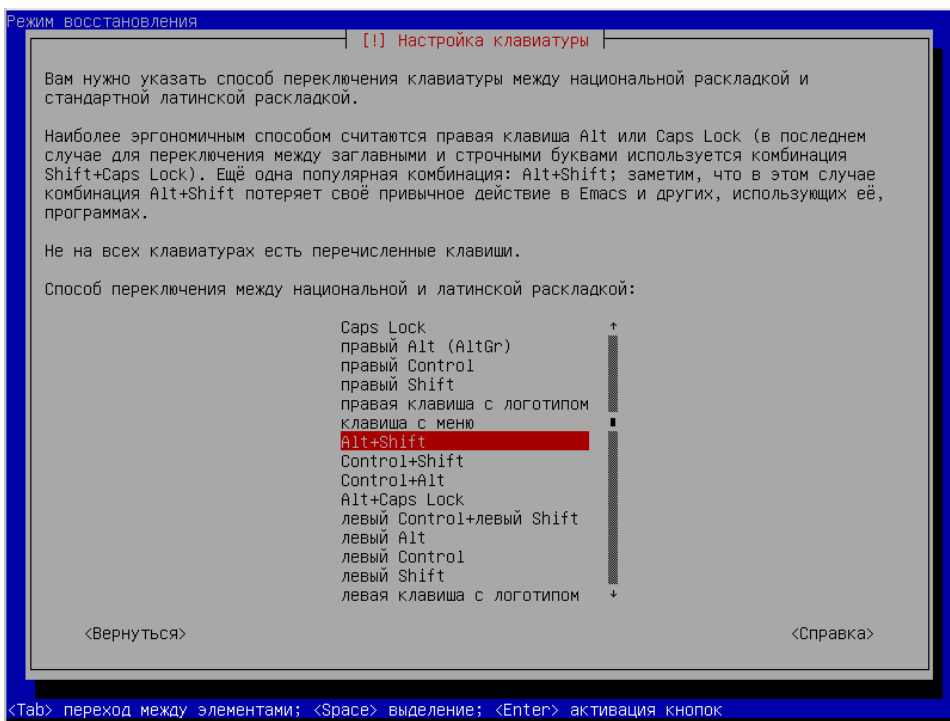 Режим восстановления
[!] Настройка клавиатуры
Вам нужно указать способ переключения клавиатуры между национальной раскладкой и
стандартной латинской раскладкой.
Наиболее эргономичным способом считаются правая клавиша Alt или Caps Lock (в последнем
случае для переключения между заглавными и строчными буквами используется комбинация
Shift+Caps Lock). Ещё одна популярная комбинация: Alt+Shift; заметим, что в этом случае
комбинация Alt+Shift потеряет своё привычное действие в Emacs и других, использующих её,
программах.
Не на всех клавиатурах есть перечисленные клавиши.
Способ переключения между национальной и латинской раскладкой:
Caps Lock
правый Alt (AltGr)
правый Control
правый Shift
правая клавиша с логотипом
клавиша с меню
Alt+Shift
Control+Shift
Control+Alt
Alt+Caps Lock
левый Control+левый Shift
левый Alt
левый Control
левый Shift
левая клавиша с логотипом
<Вернуться> <Справка>
<Tab> переход между элементами; <Space> выделение; <Enter> активация кнопок